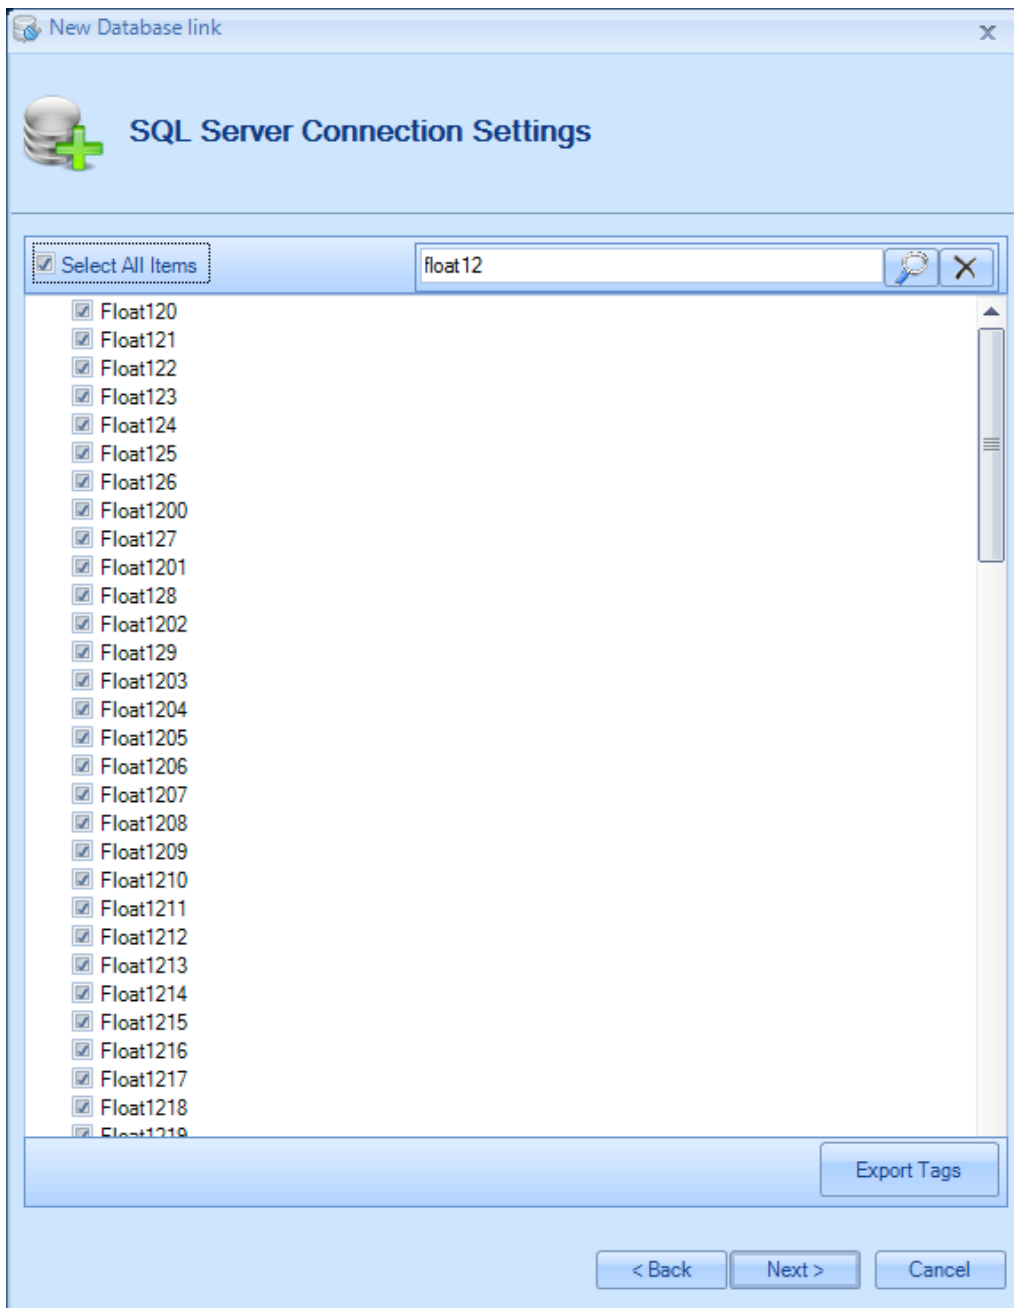 New Database link
x
SQL Server Connection Settings
Select All Items
float12
Float120
Float121
Float122
Float123
Float124
Float125
Float126
Float1200
Float127
Float1201
Float128
Float1202
Float129
Float1203
Float1204
Float1205
Float1206
Float1207
Float1208
Float1209
Float1210
Float1211
Float1212
Float1213
Float1214
Float1215
Float1216
Float1217
Float1218
Float1219
Export Tags
< Back Next > Cancel